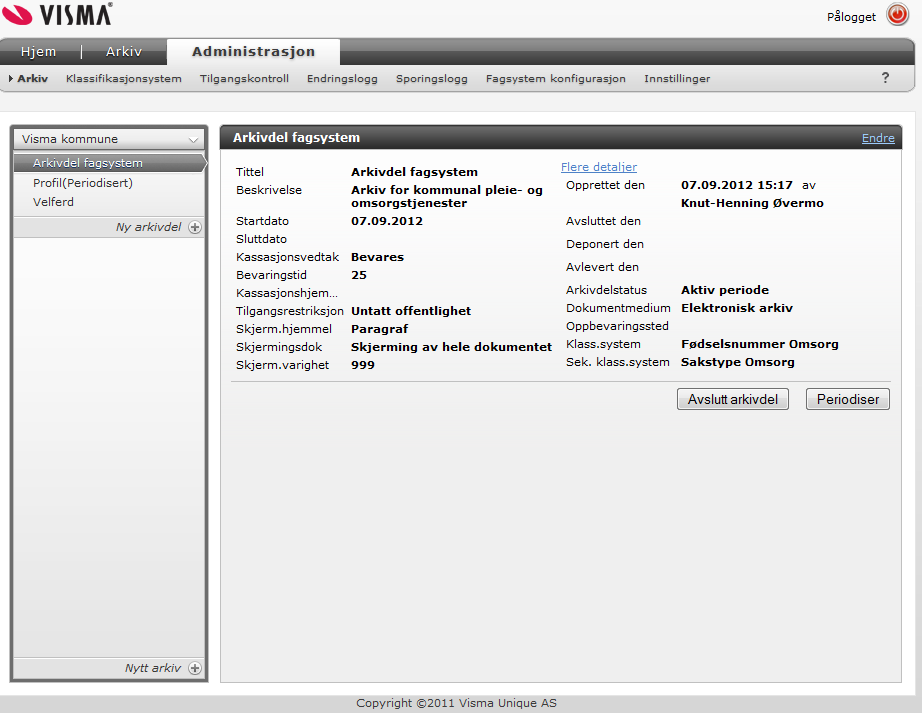 VISMA®
Pålogget
Hjem | Arkiv Administrasjon
Arkiv Klassifikasjonsystem Tilgangskontroll Endringslogg Sporingslogg Fagsystem konfigurasjon Innstillinger ?
Visma kommune
Arkivdel fagsystem
Profil(Periodisert)
Velferd
Ny arkivdel
Nytt arkiv
Arkivdel fagsystem Endre
Tittel Arkivdel fagsystem
Beskrivelse Arkiv for kommunal pleie- og
omsorgstjenester
Startdato 07.09.2012
Sluttdato
Kassasjonsvedtak Bevares
Bevaringstid 25
Kassasjonshjem...
Tilgangsrestriksjon Untatt offentlighet
Skjerm.hjemmel Paragraf
Skjermingsdok Skjerming av hele dokumentet
Skjerm.varighet 999
Flere detaljer
Opprettet den 07.09.2012 15:17 av
Knut-Henning Øvermo
Avsluttet den
Deponert den
Avlevert den
Arkivdelstatus Aktiv periode
Dokumentmedium Elektronisk arkiv
Oppbevaringssted
Klass.system Fødselsnummer Omsorg
Sek. klass.system Sakstype Omsorg
Avslutt arkivdel Periodiser
Copyright ©2011 Visma Unique AS